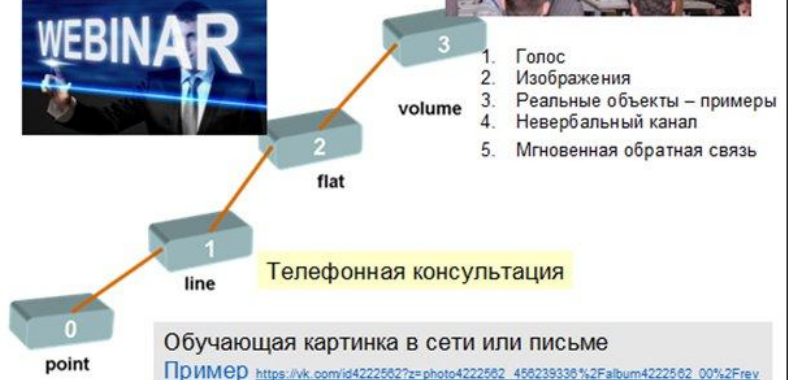 WEBINAR
3
volume
1. Голос
2. Изображения
3. Реальные объекты – примеры
4. Невербальный канал
5. Мгновенная обратная связь
2
flat
1
line
Телефонная консультация
0
point
Обучающая картинка в сети или письме
Пример https://vk.com/id4222562?z=photo4222562_456239336%2Falbum4222562_00%2Frev